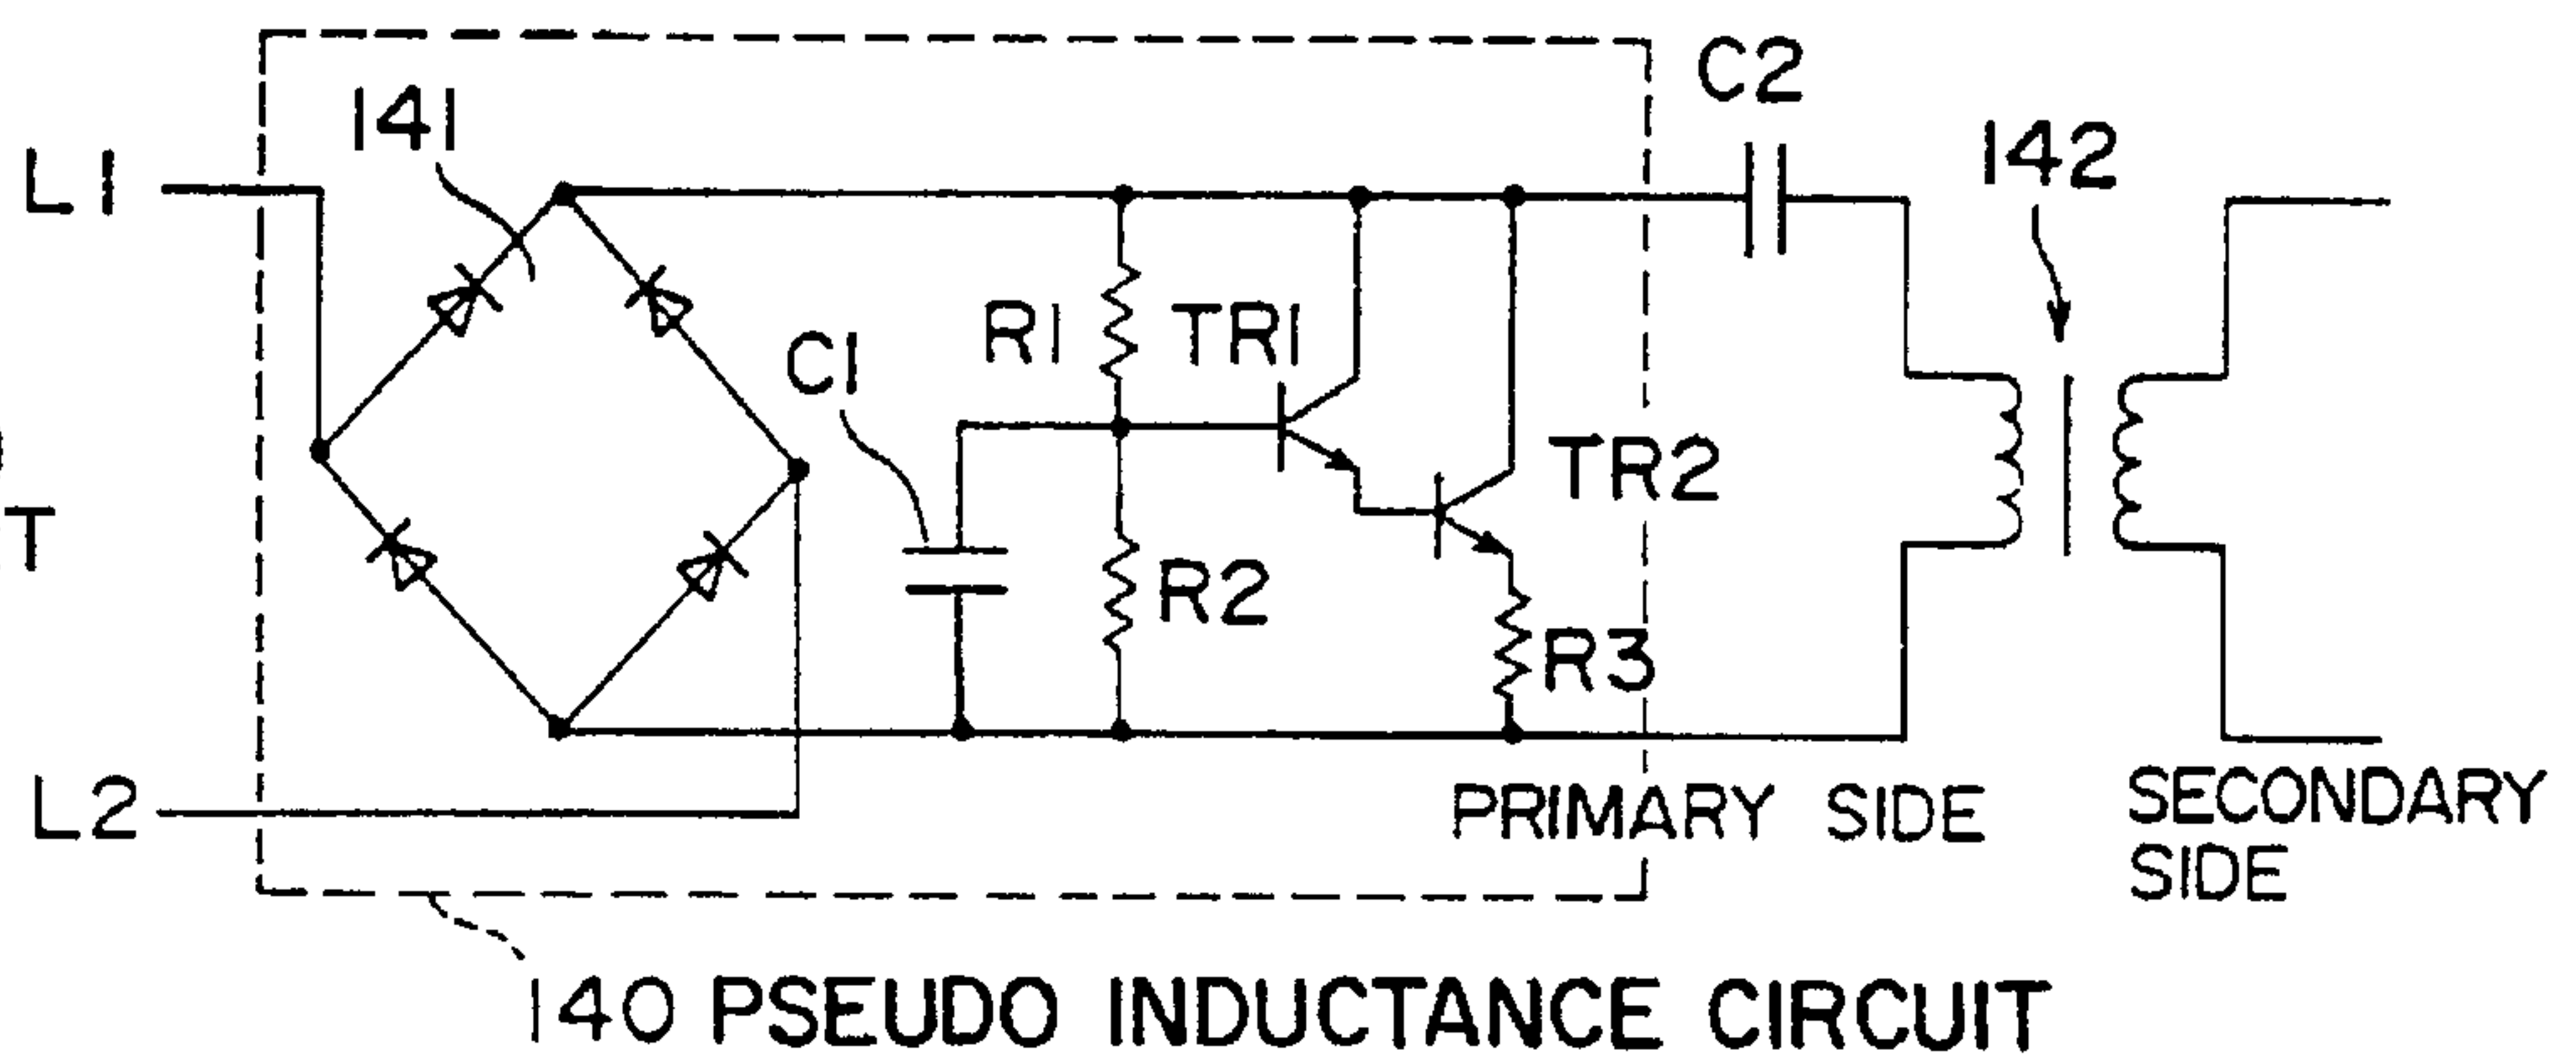 C2
141
142
L1
C1
R1
TR1
TR2
T
R2
R3
L2
PRIMARY SIDE
SECONDARY
SIDE
140 PSEUDO INDUCTANCE CIRCUIT